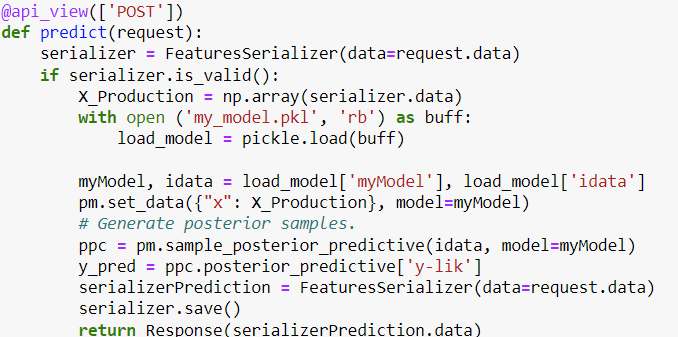 @api_view(['POST'])
def predict(request):
    serializer = FeaturesSerializer(data=request.data)
    if serializer.is_valid():
        X_Production = np.array(serializer.data)
        with open ('my_model.pkl', 'rb') as buff:
            load_model = pickle.load(buff)

        myModel, idata = load_model['myModel'], load_model['idata']
        pm.set_data({"x": X_Production}, model=myModel)
        # Generate posterior samples.
        ppc = pm.sample_posterior_predictive(idata, model=myModel)
        y_pred = ppc.posterior_predictive['y-lik']
        serializerPrediction = FeaturesSerializer(data=request.data)
        serializer.save()
        return Response(serializerPrediction.data)